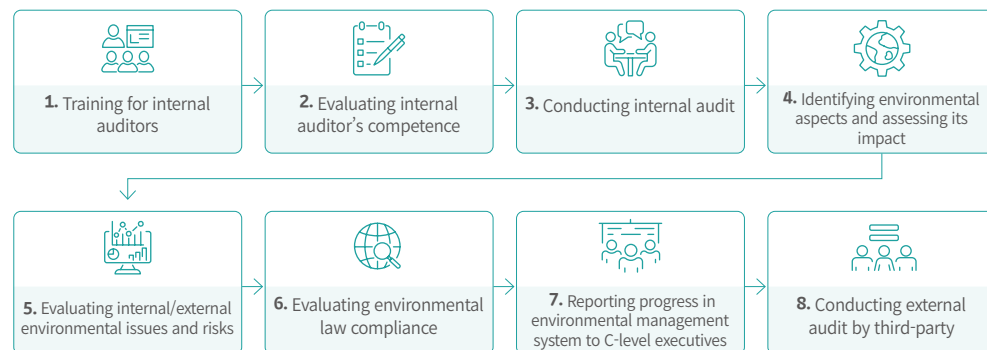 1. Training for internal
auditors
2. Evaluating internal
auditor's competence
3. Conducting internal audit
4. Identifying environmental
aspects and assessing its
impact
5. Evaluating internal/external
environmental issues and risks
6. Evaluating environmental
law compliance
7. Reporting progress in
environmental management
system to C-level executives
8. Conducting external
audit by third-party